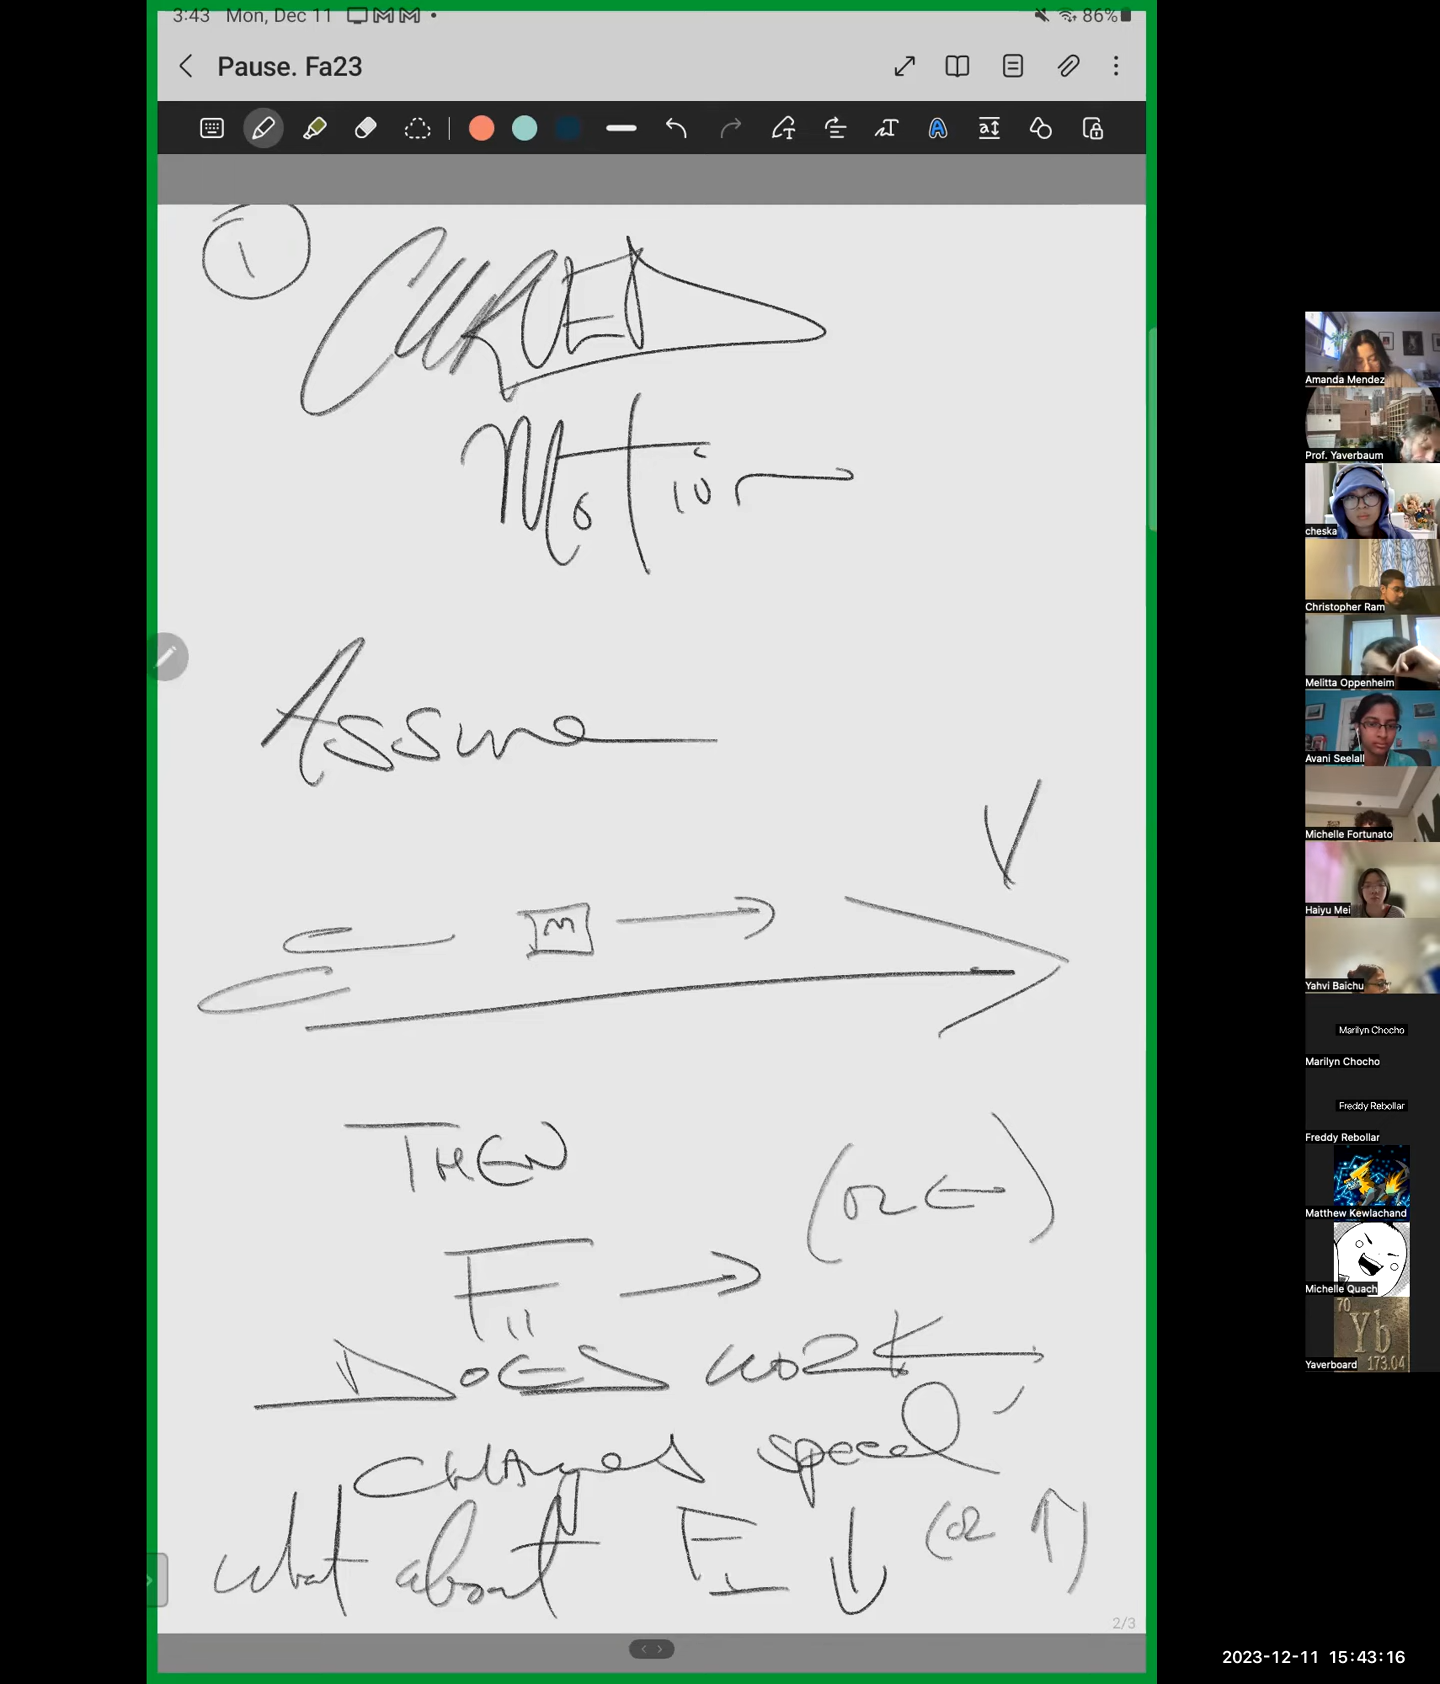 3:43 Mon, Dec 11
86%
Pause. Fa23
1
CURVED
Motion
Assume
V
M
THEN
(or ←)
F || →
DOES WORK
CHANges speed
what about F ⊥ ↓ (or ↑)
2/3
Amanda Mendez
Prof. Yaverbaum
cheska
Christopher Ram
Melitta Oppenheim
Avani Seelall
Michelle Fortunato
Haiyu Mei
Yahvi Baichu
Marilyn Chocho
Marilyn Chocho
Freddy Rebollar
Freddy Rebollar
Matthew Kewlachand
Michelle Quach
70
Yb
Yaverboard 173.04
2023-12-11 15:43:16